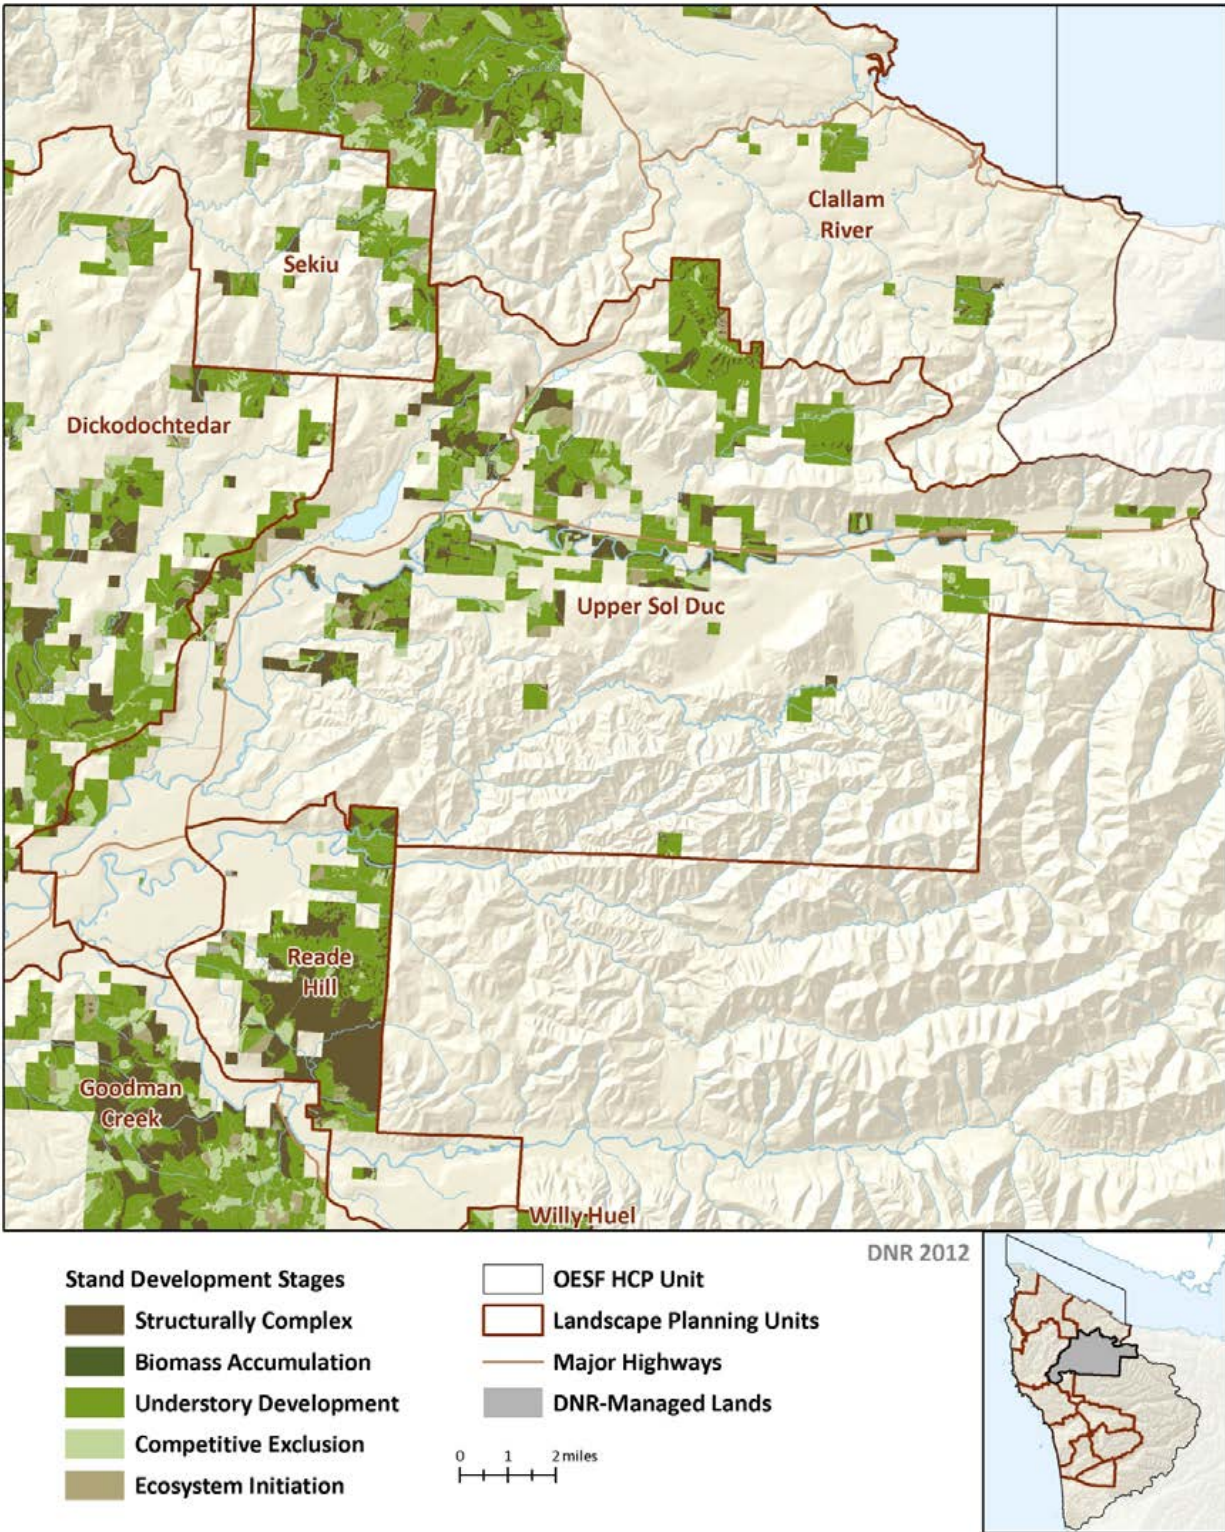 Clallam
River
Sekiu
Dickodochtedar
Upper Sol Duc
Reade
Hill
Goodman
Creek
Willy Huel
DNR 2012
Stand Development Stages
Structurally Complex
Biomass Accumulation
Understory Development
Competitive Exclusion
Ecosystem Initiation
OESF HCP Unit
Landscape Planning Units
Major Highways
DNR-Managed Lands
0 1 2 miles